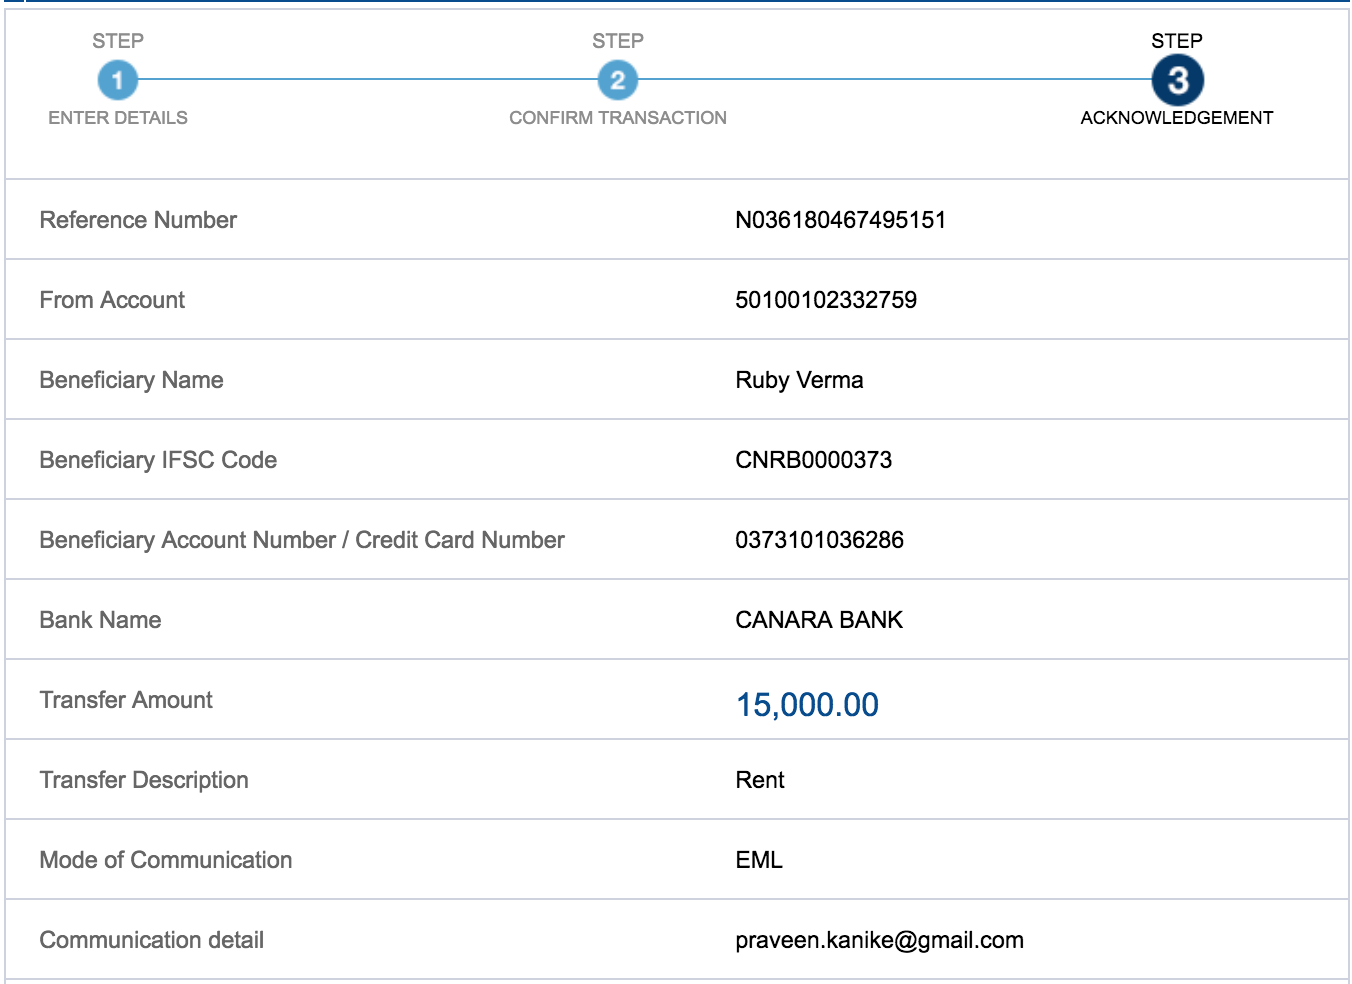 STEP STEP STEP
1 2 3
ENTER DETAILS CONFIRM TRANSACTION ACKNOWLEDGEMENT
Reference Number N036180467495151
From Account 50100102332759
Beneficiary Name Ruby Verma
Beneficiary IFSC Code CNRB0000373
Beneficiary Account Number / Credit Card Number 0373101036286
Bank Name CANARA BANK
Transfer Amount 15,000.00
Transfer Description Rent
Mode of Communication EML
Communication detail praveen.kanike@gmail.com